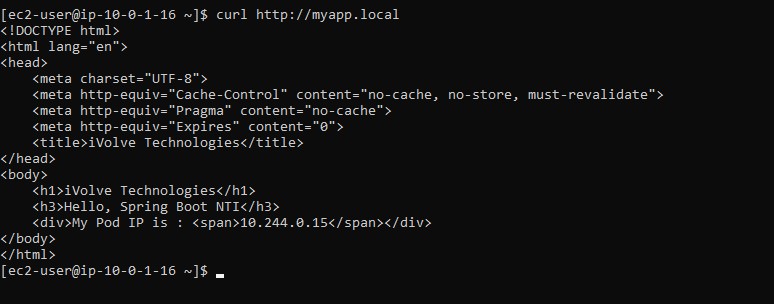 [ec2-user@ip-10-0-1-16 ~]$ curl http://myapp.local
<!DOCTYPE html>
<html lang="en">
<head>
    <meta charset="UTF-8">
    <meta http-equiv="Cache-Control" content="no-cache, no-store, must-revalidate">
    <meta http-equiv="Pragma" content="no-cache">
    <meta http-equiv="Expires" content="0">
    <title>iVolve Technologies</title>
</head>
<body>
    <h1>iVolve Technologies</h1>
    <h3>Hello, Spring Boot NTI</h3>
    <div>My Pod IP is : <span>10.244.0.15</span></div>
</body>
</html>
[ec2-user@ip-10-0-1-16 ~]$